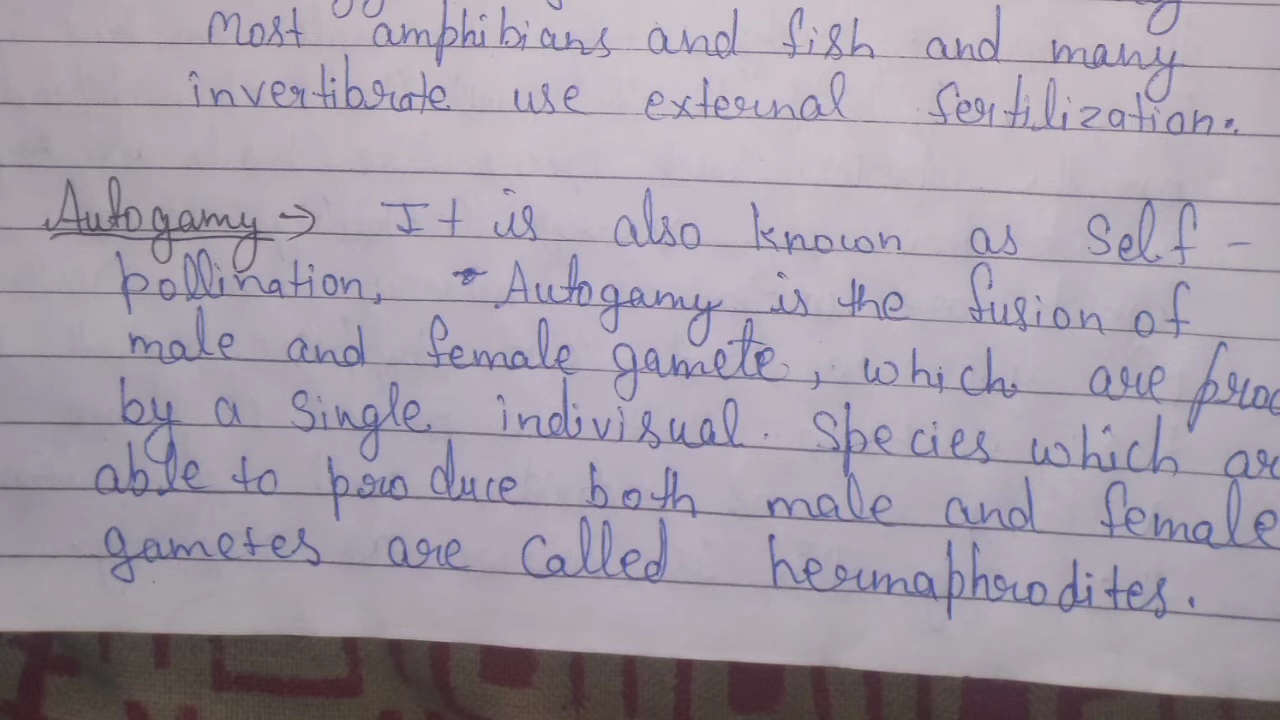 Most amphibians and fish and many
invertibrate use external fertilization.
Autogamy → It is also known as Self-
pollination. Autogamy is the fusion of
male and female gamete, which are
by a single indivisual. Species which
able to produce both male and female
gametes are called hermaphrodites.